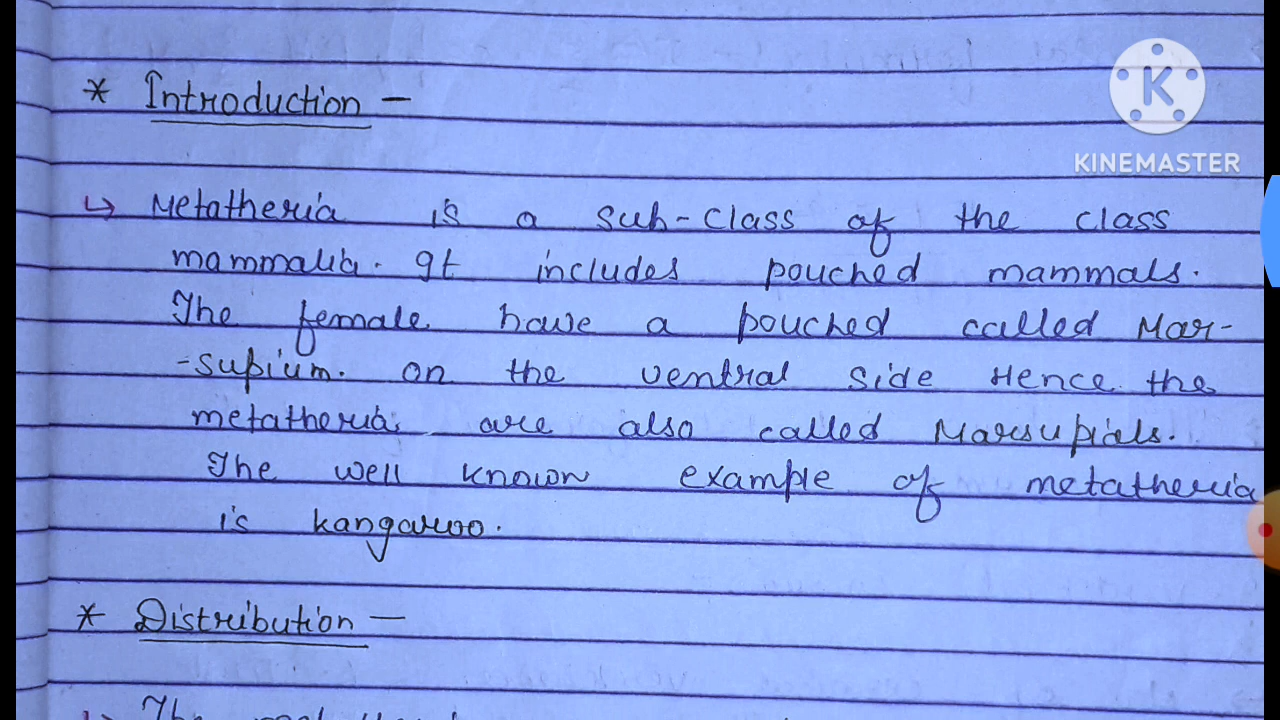 * Introduction –
K
KINEMASTER
↳ Metatheria is a sub-class of the class
mammalia. It includes pouched mammals.
The female have a pouched called Mar-
-supium. on the ventral side Hence the
metatheria are also called Marsupials.
The well known example of metatheria
is kangaroo.
* Distribution –
The